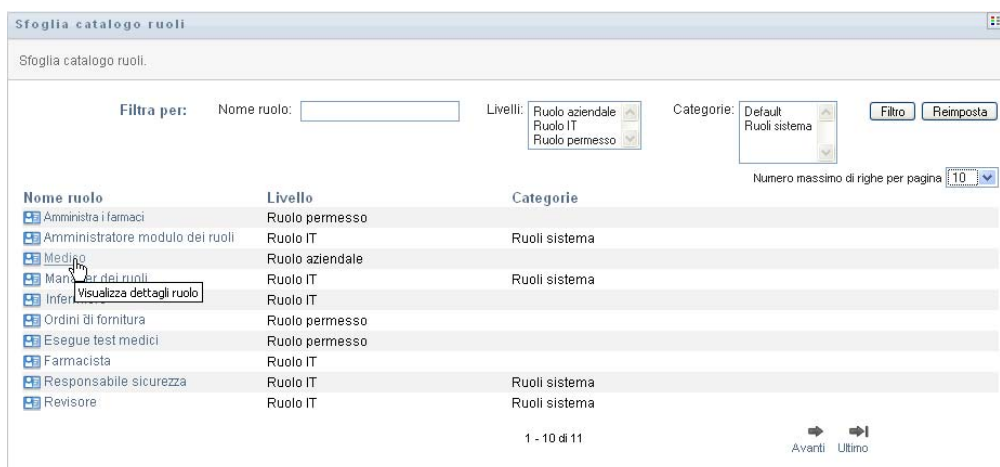 Sfoglia catalogo ruoli
Sfoglia catalogo ruoli.
Filtra per: Nome ruolo: Livelli: Ruolo aziendale Categorie: Default Filtro Reimposta
Ruolo IT Ruoli sistema
Ruolo permesso
Numero massimo di righe per pagina 10
Nome ruolo Livello Categorie
Amministra i farmaci Ruolo permesso
Amministratore modulo dei ruoli Ruolo IT Ruoli sistema
Medico Ruolo aziendale
Manager dei ruoli Ruolo IT Ruoli sistema
Visualizza dettagli ruolo
Ruolo IT
Ordini di fornitura Ruolo permesso
Esegue test medici Ruolo permesso
Farmacista Ruolo IT
Responsabile sicurezza Ruolo IT Ruoli sistema
Revisore Ruolo IT Ruoli sistema
1 - 10 di 11
Avanti Ultimo